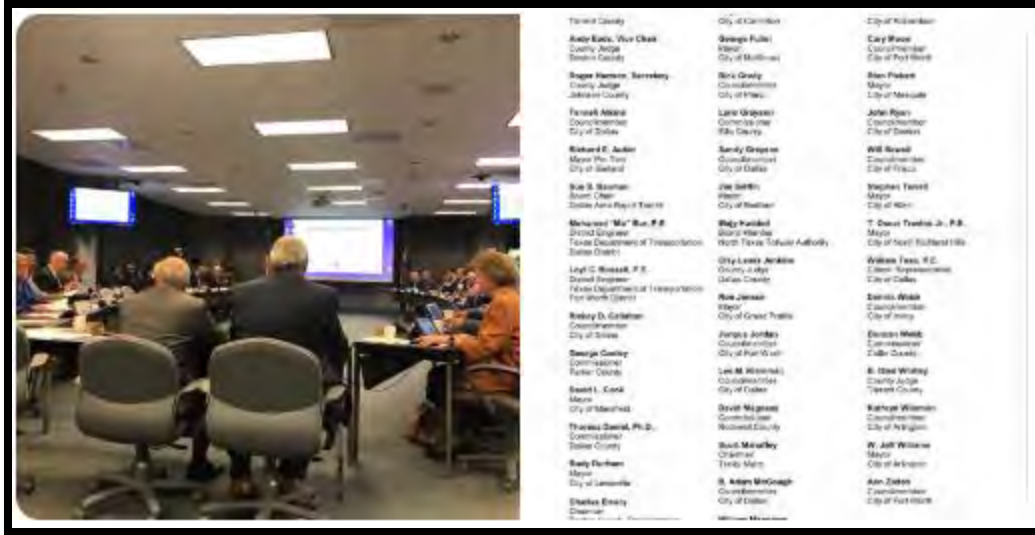 Tarrant County
Andy Eads, Vice Chair
County Judge
Denton County
Roger Harmon, Secretary
County Judge
Johnson County
Tennell Atkins
Councilmember
City of Dallas
Richard E. Aubin
Mayor Pro Tem
City of Garland
Sue S. Bauman
Board Chair
Dallas Area Rapid Transit
Mohamed "Mo" Bur, P.E.
District Engineer
Texas Department of Transportation
Dallas District
Loyl C. Bussell, P.E.
District Engineer
Texas Department of Transportation
Fort Worth District
Rickey D. Callahan
Councilmember
City of Dallas
George Conley
Commissioner
Parker County
David L. Cook
Mayor
City of Mansfield
Theresa Daniel, Ph.D.
Commissioner
Dallas County
Rudy Durham
Mayor
City of Lewisville
Charles Emery
Chairman
City of Carrollton
George Fuller
Mayor
City of McKinney
Rick Grady
Councilmember
City of Plano
Lane Grayson
Commissioner
Ellis County
Sandy Greyson
Councilmember
City of Dallas
Jim Griffin
Mayor
City of Bedford
Mojy Haddad
Board Member
North Texas Tollway Authority
Clay Lewis Jenkins
County Judge
Dallas County
Ron Jensen
Mayor
City of Grand Prairie
Jungus Jordan
Councilmember
City of Fort Worth
Lee M. Kleinman
Councilmember
City of Dallas
David Magness
Commissioner
Rockwall County
Scott Mahaffey
Chairman
Trinity Metro
B. Adam McGough
Councilmember
City of Dallas
City of Richardson
Cary Moon
Councilmember
City of Fort Worth
Stan Pickett
Mayor
City of Mesquite
John Ryan
Councilmember
City of Denton
Will Sowell
Councilmember
City of Frisco
Stephen Terrell
Mayor
City of Allen
T. Oscar Trevino Jr., P.E.
Mayor
City of North Richland Hills
William Tsao, P.E.
Citizen Representative
City of Dallas
Dennis Webb
Councilmember
City of Irving
Duncan Webb
Commissioner
Collin County
B. Glen Whitley
County Judge
Tarrant County
Kathryn Wilemon
Councilmember
City of Arlington
W. Jeff Williams
Mayor
City of Arlington
Ann Zadeh
Councilmember
City of Fort Worth